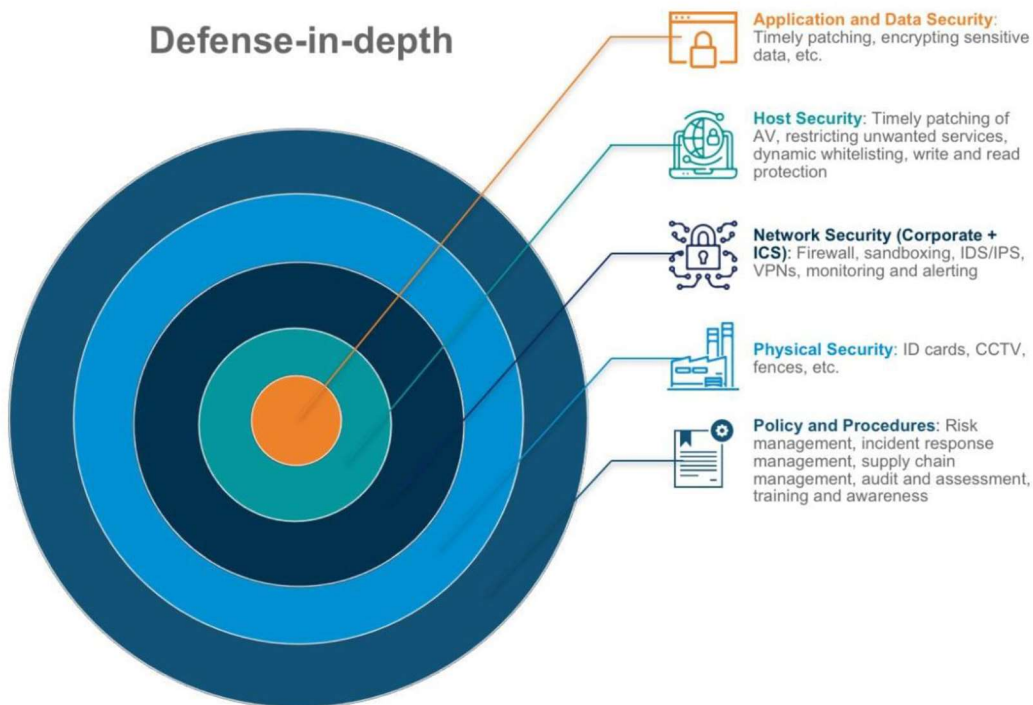 Defense-in-depth
Application and Data Security:
Timely patching, encrypting sensitive
data, etc.
Host Security: Timely patching of
AV, restricting unwanted services,
dynamic whitelisting, write and read
protection
Network Security (Corporate +
ICS): Firewall, sandboxing, IDS/IPS,
VPNs, monitoring and alerting
Physical Security: ID cards, CCTV,
fences, etc.
Policy and Procedures: Risk
management, incident response
management, supply chain
management, audit and assessment,
training and awareness